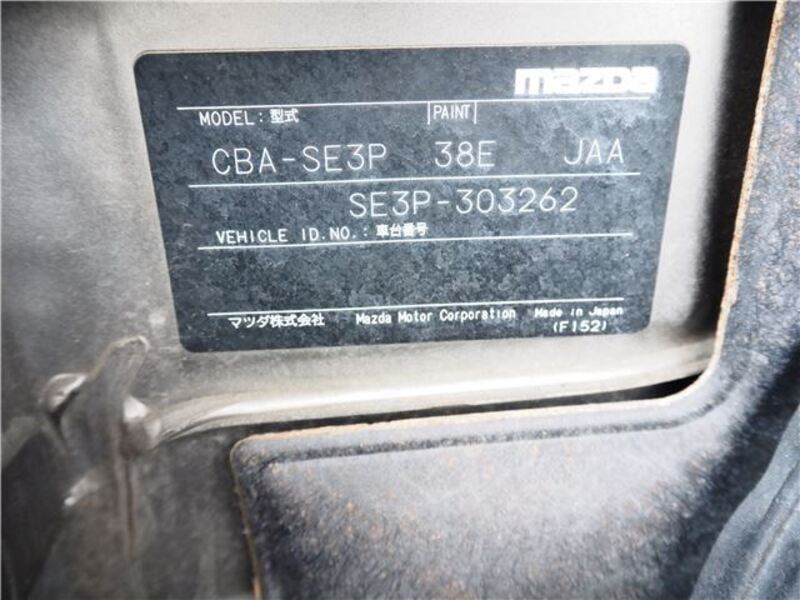 mazda
MODEL: 型式 PAINT
CBA-SE3P 38E JAA
SE3P-303262
VEHICLE ID.NO.: 車台番号
マツダ株式会社 Mazda Motor Corporation Made in Japan
(F152)